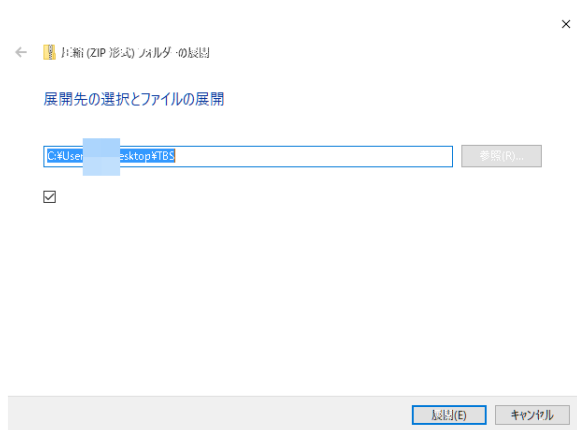 圧縮 (ZIP 形式) フォルダーの展開
展開先の選択とファイルの展開
C:¥User esktop¥TBS
参照(R)...
展開(E)
キャンセル